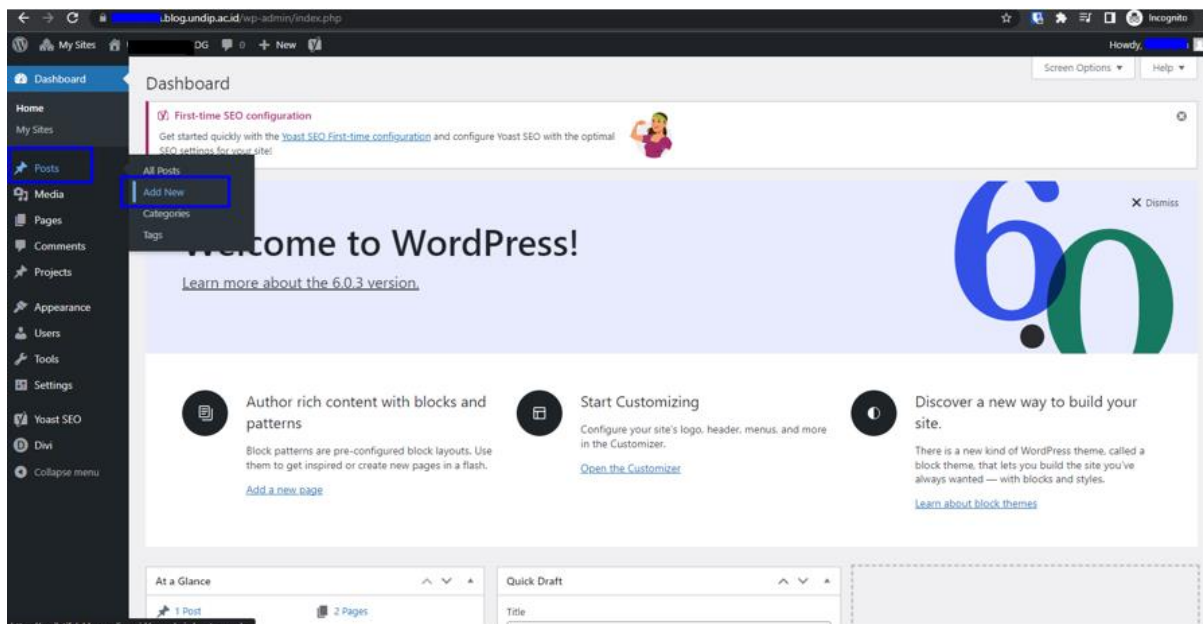 .blog.undip.ac.id/wp-admin/index.php
Incognito
My Sites
DG
0
New
Howdy,
Dashboard
Home
My Sites
Posts
Media
Pages
Comments
Projects
Appearance
Users
Tools
Settings
Yoast SEO
Divi
Collapse menu
All Posts
Add New
Categories
Tags
Dashboard
Screen Options
Help
First-time SEO configuration
Get started quickly with the Yoast SEO First-time configuration and configure Yoast SEO with the optimal
SEO settings for your site!
Dismiss
Welcome to WordPress!
Learn more about the 6.0.3 version.
6.0
Author rich content with blocks and
patterns
Block patterns are pre-configured block layouts. Use
them to get inspired or create new pages in a flash.
Add a new page
Start Customizing
Configure your site's logo, header, menus, and more
in the Customizer.
Open the Customizer
Discover a new way to build your
site.
There is a new kind of WordPress theme, called a
block theme, that lets you build the site you've
always wanted — with blocks and styles.
Learn about block themes
At a Glance
1 Post
2 Pages
Quick Draft
Title